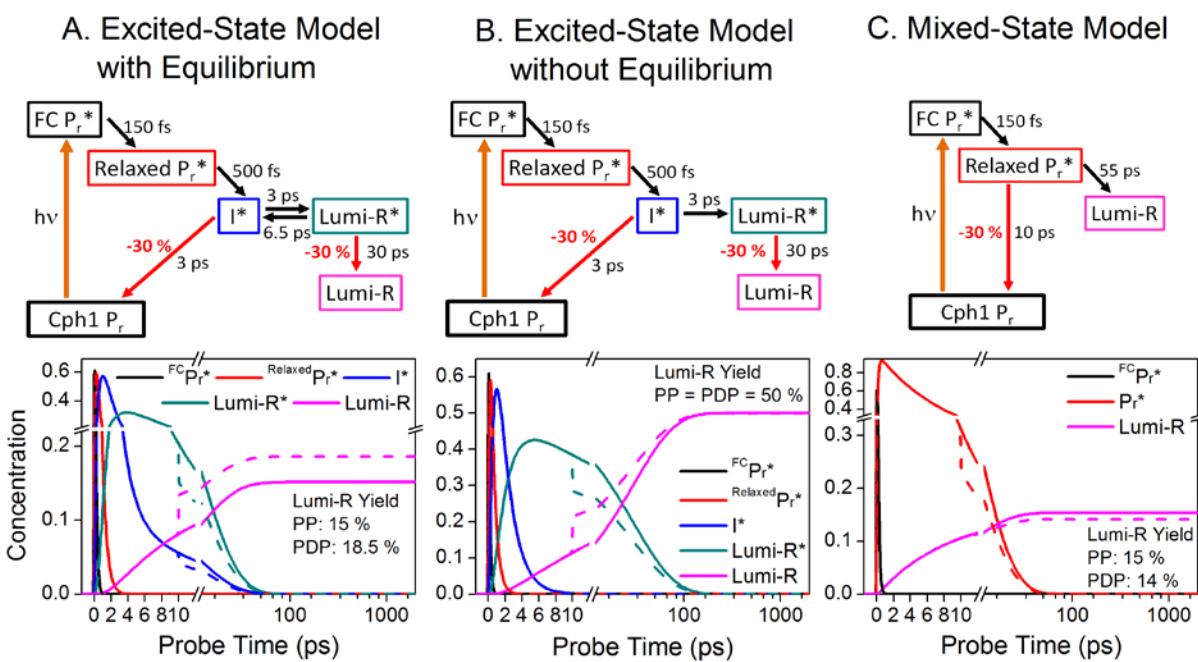 A. Excited-State Model
with Equilibrium
FC Pr*
150 fs
Relaxed Pr*
500 fs
3 ps
I*
Lumi-R*
6.5 ps
hν
-30 %
3 ps
-30 %
30 ps
Lumi-R
Cph1 Pr
B. Excited-State Model
without Equilibrium
FC Pr*
150 fs
Relaxed Pr*
500 fs
3 ps
I*
Lumi-R*
hν
-30 %
3 ps
-30 %
30 ps
Lumi-R
Cph1 Pr
C. Mixed-State Model
FC Pr*
150 fs
Relaxed Pr*
55 ps
Lumi-R
hν
-30 %
10 ps
Cph1 Pr
Concentration
0.6
0.4
0.2
0.1
0.0
FCPr* RelaxedPr* I*
Lumi-R* Lumi-R
Lumi-R Yield
PP: 15 %
PDP: 18.5 %
0 2 4 6 8 10 100 1000
Probe Time (ps)
0.6
0.5
0.4
0.3
0.2
0.1
0.0
Lumi-R Yield
PP = PDP = 50 %
FCPr*
RelaxedPr*
I*
Lumi-R*
Lumi-R
0 2 4 6 8 10 100 1000
Probe Time (ps)
0.8
0.6
0.4
0.3
0.2
0.1
0.0
FCPr*
Pr*
Lumi-R
Lumi-R Yield
PP: 15 %
PDP: 14 %
0 2 4 6 8 10 100 1000
Probe Time (ps)